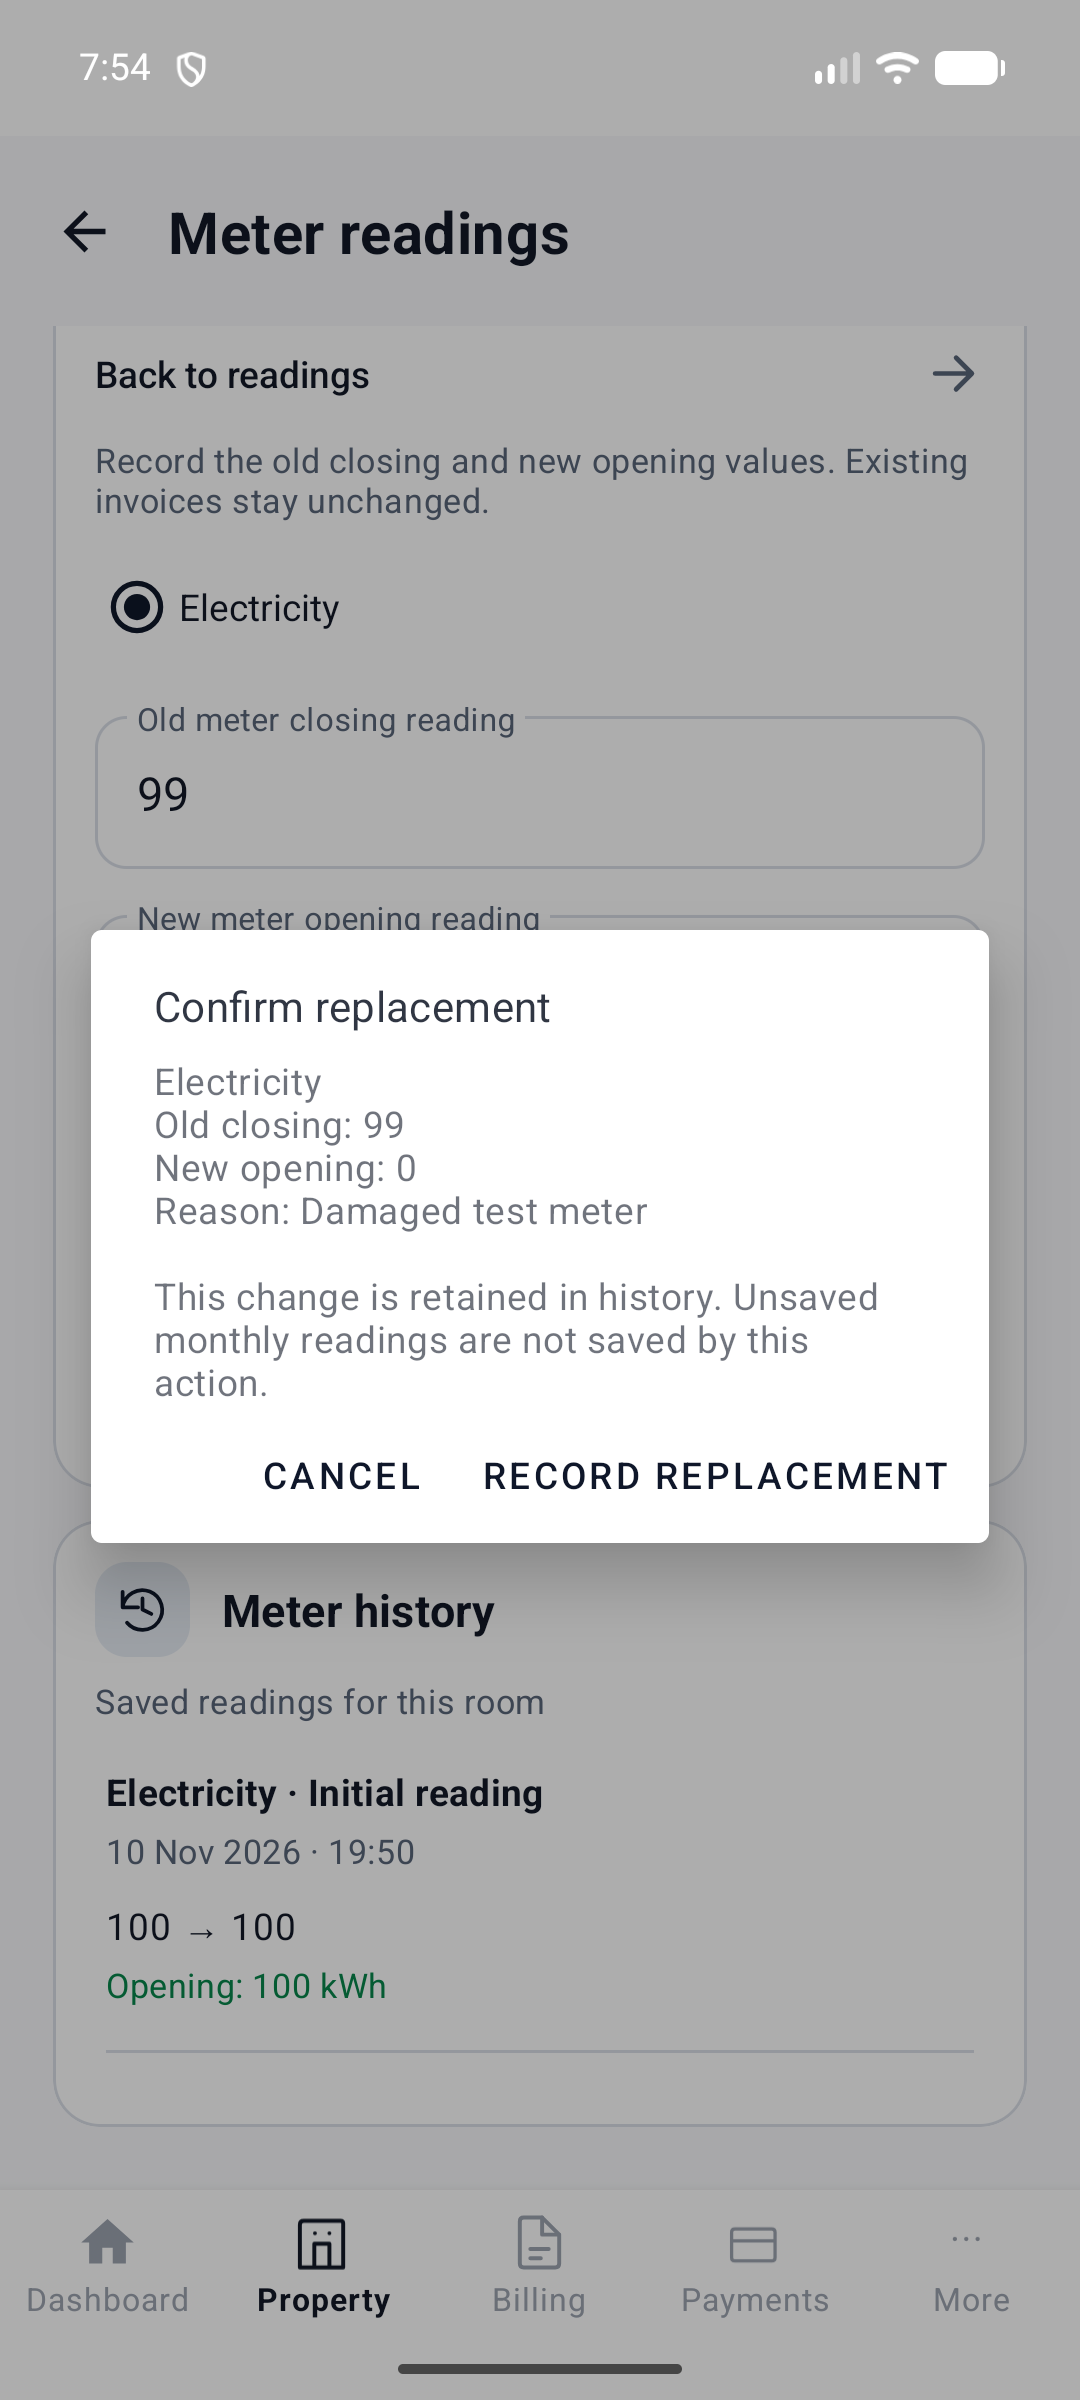 7:54
Meter readings
Back to readings
Record the old closing and new opening values. Existing
invoices stay unchanged.
Electricity
Old meter closing reading
99
New meter opening reading
Confirm replacement
Electricity
Old closing: 99
New opening: 0
Reason: Damaged test meter
This change is retained in history. Unsaved
monthly readings are not saved by this
action.
CANCEL RECORD REPLACEMENT
Meter history
Saved readings for this room
Electricity · Initial reading
10 Nov 2026 · 19:50
100 → 100
Opening: 100 kWh
Dashboard Property Billing Payments More